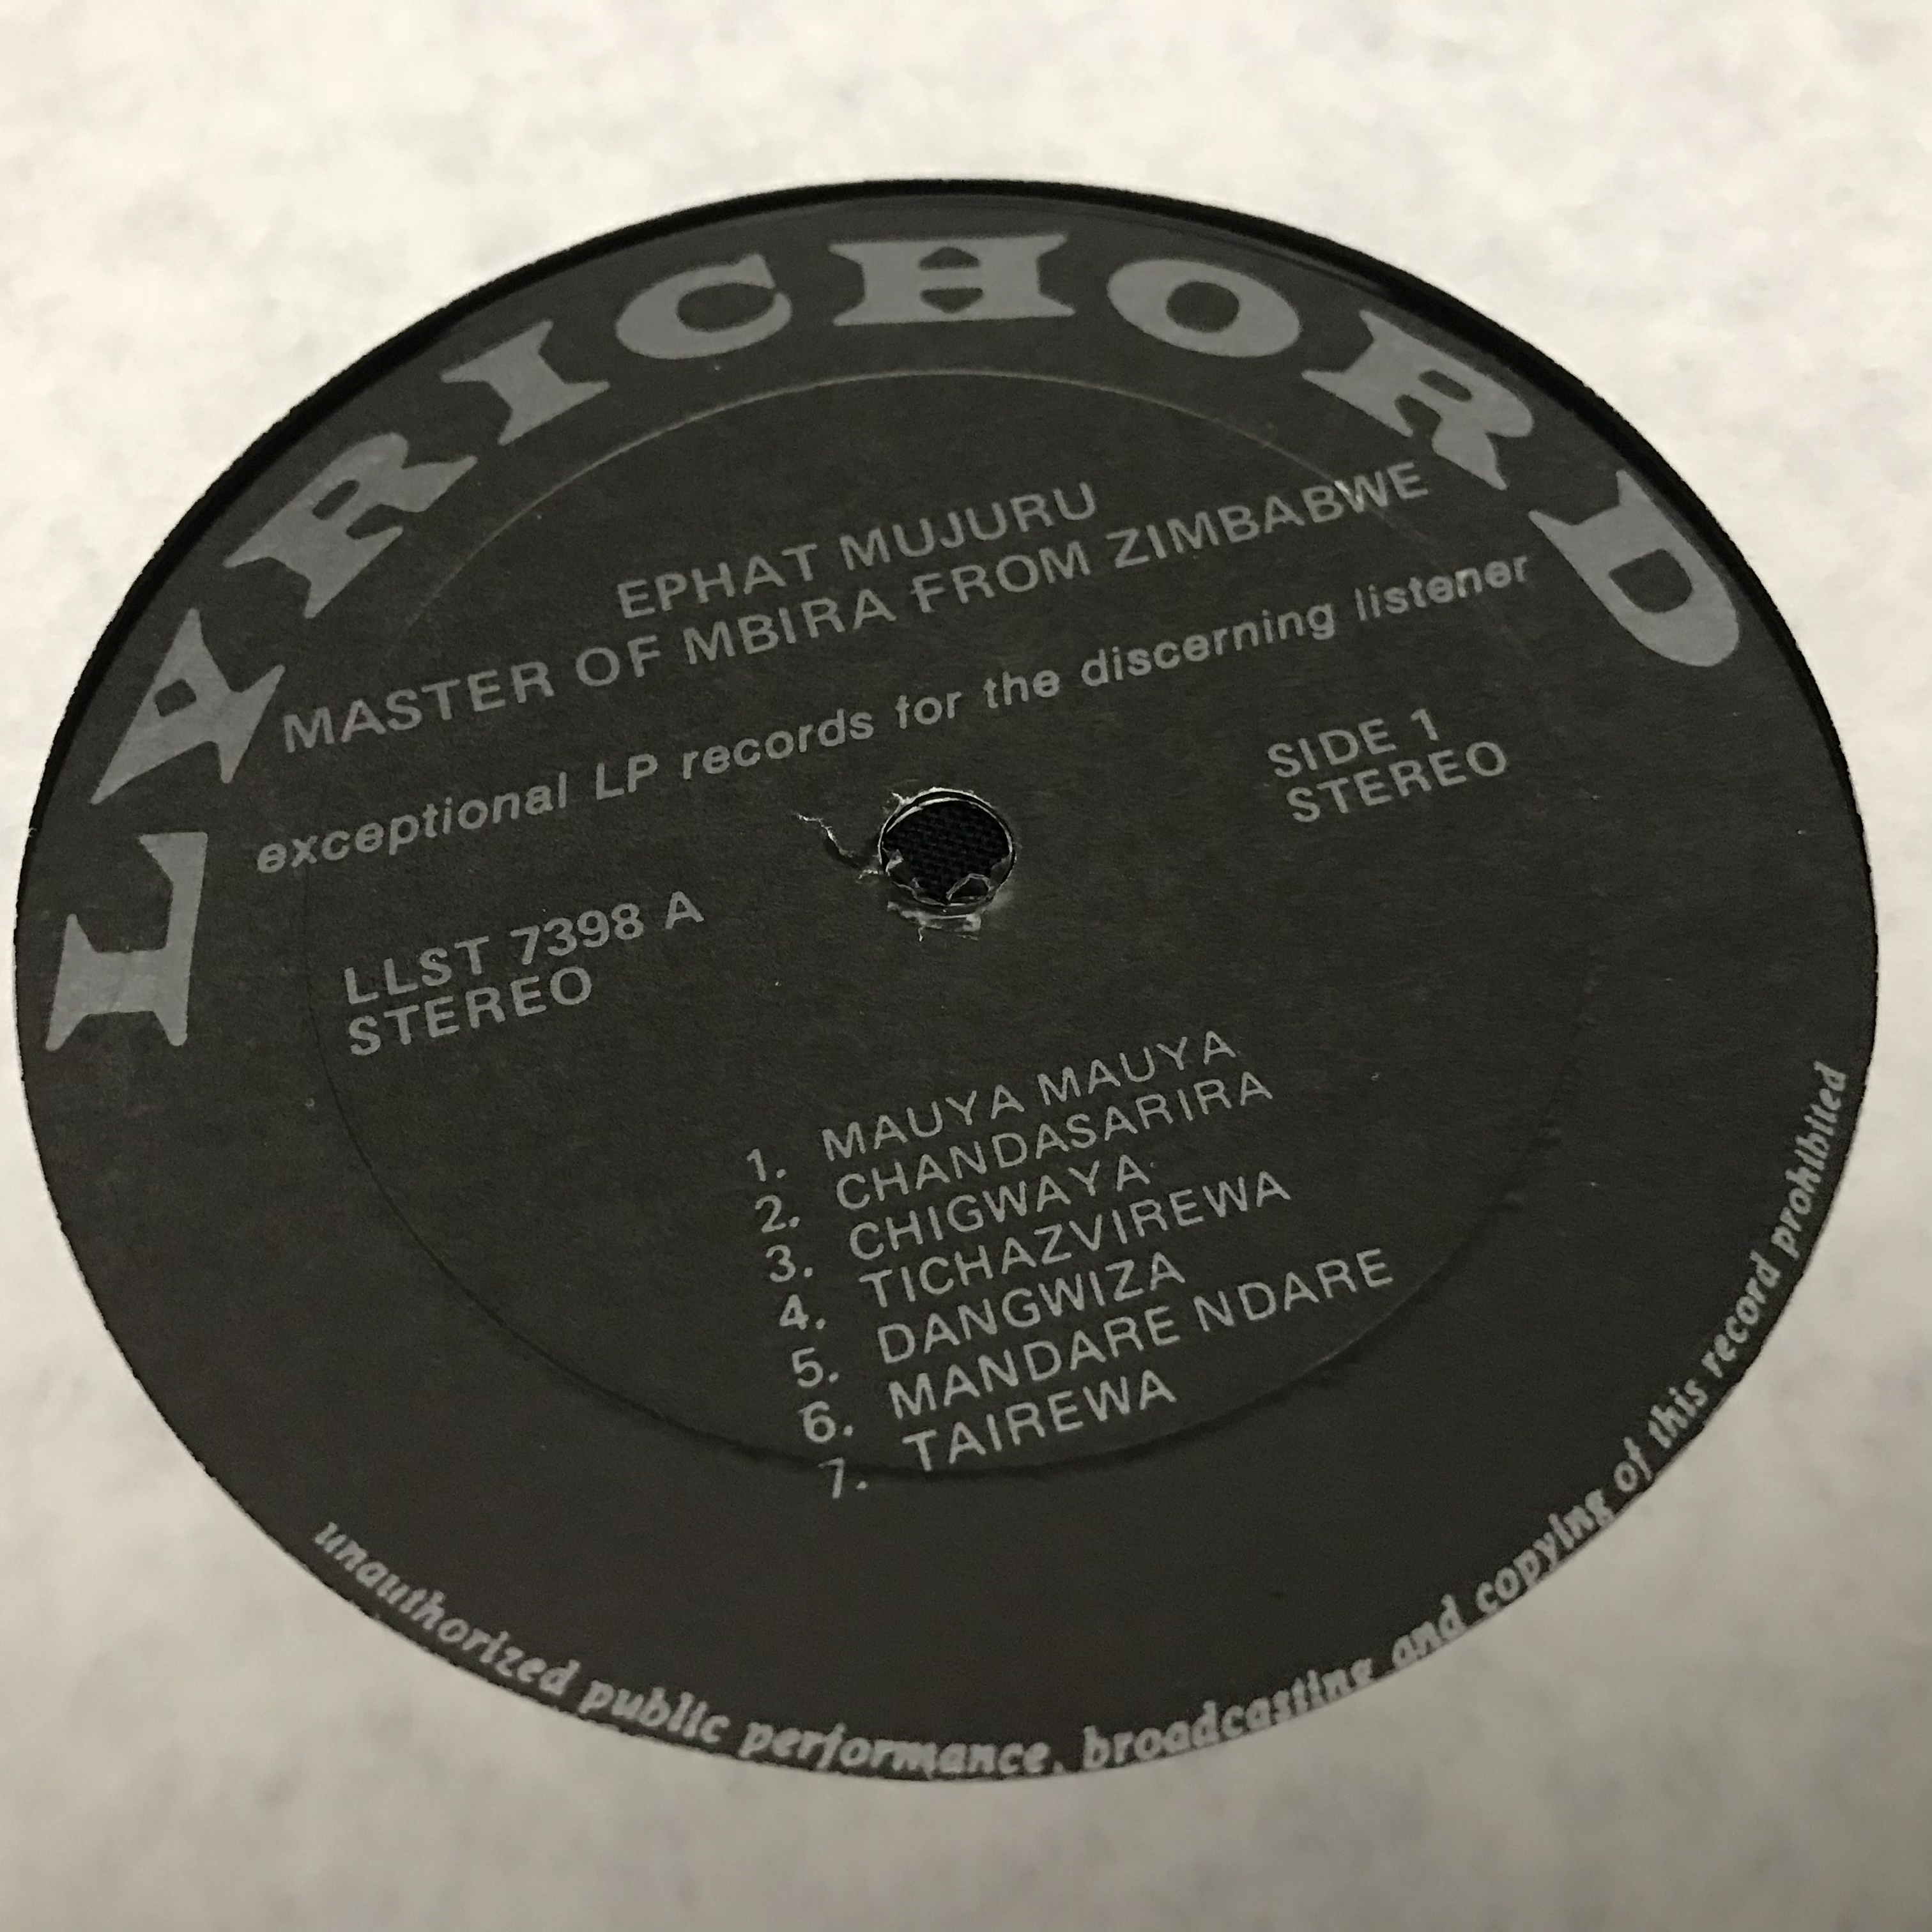 LYRICHORD
EPHAT MUJURU
MASTER OF MBIRA FROM ZIMBABWE
exceptional LP records for the discerning listener
SIDE 1
STEREO
LLST 7398 A
STEREO
1. MAUYA MAUYA
2. CHANDASARIRA
3. CHIGWAYA
4. TICHAZVIREWA
5. DANGWIZA
6. MANDARE NDARE
7. TAIREWA
unauthorized public performance, broadcasting and copying of this record prohibited